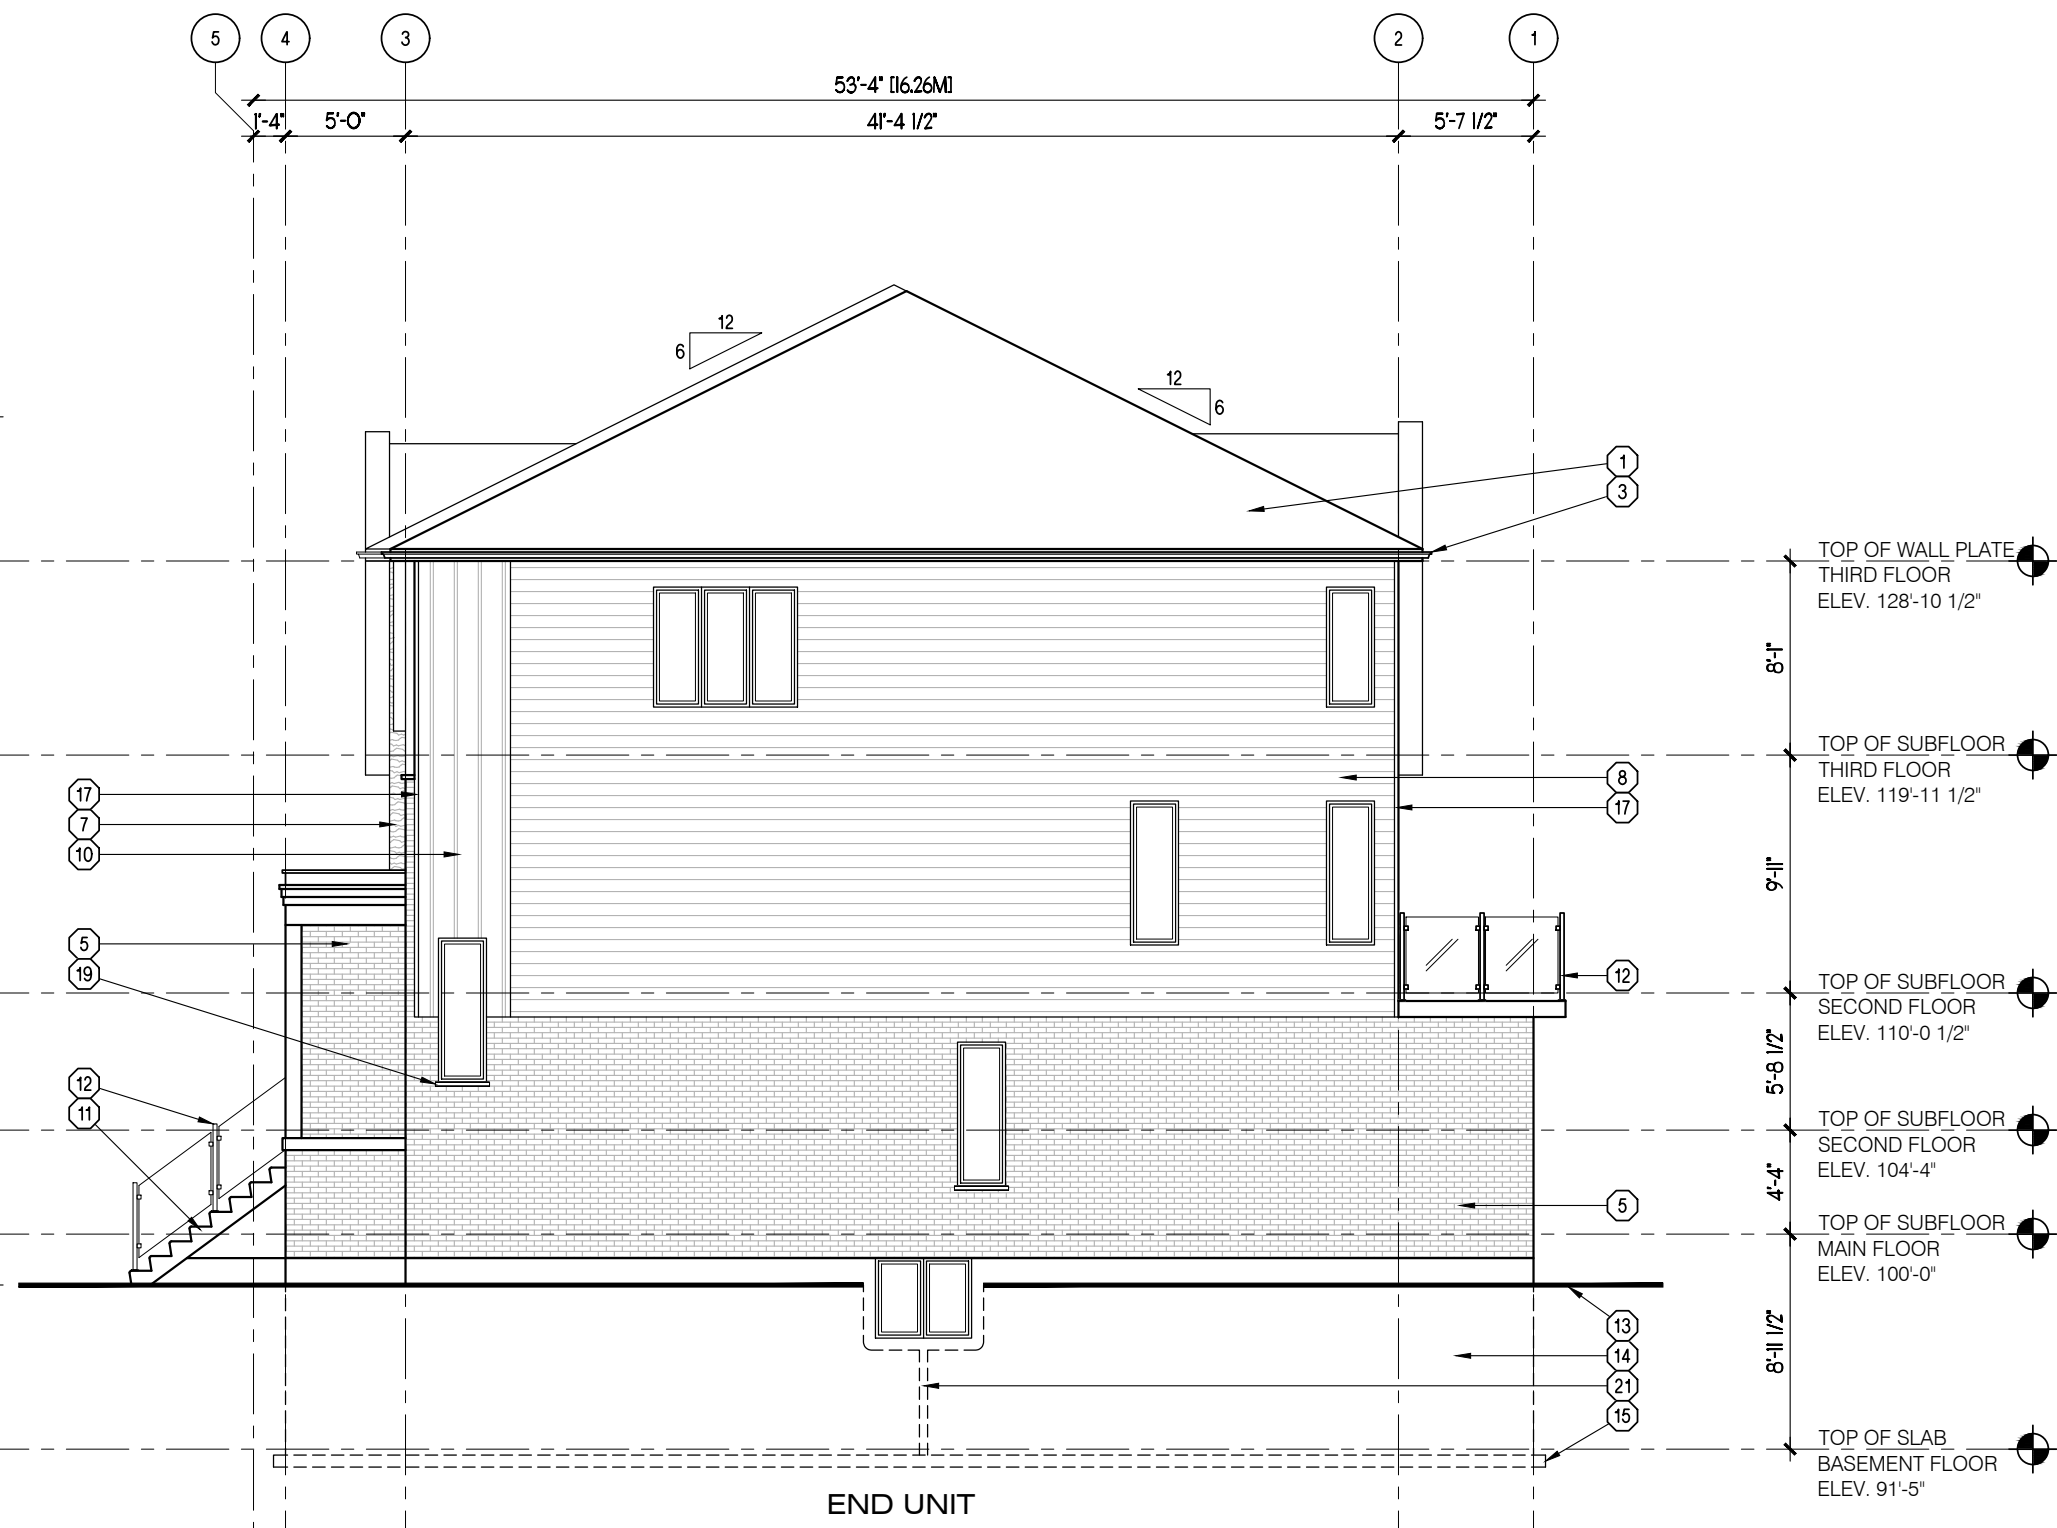 5 4 3 2 1
53'-4" [16.26M]
1'-4" 5'-0" 41'-4 1/2" 5'-7 1/2"
12
6
12
6
1
3
TOP OF WALL PLATE
THIRD FLOOR
ELEV. 128'-10 1/2"
8'-1"
TOP OF SUBFLOOR
THIRD FLOOR
ELEV. 119'-11 1/2"
17
7
10
8
17
9'-11"
5
19
12
TOP OF SUBFLOOR
SECOND FLOOR
ELEV. 110'-0 1/2"
5'-8 1/2"
12
11
TOP OF SUBFLOOR
SECOND FLOOR
ELEV. 104'-4"
4'-4"
5
TOP OF SUBFLOOR
MAIN FLOOR
ELEV. 100'-0"
8'-11 1/2"
13
14
21
15
TOP OF SLAB
BASEMENT FLOOR
ELEV. 91'-5"
END UNIT